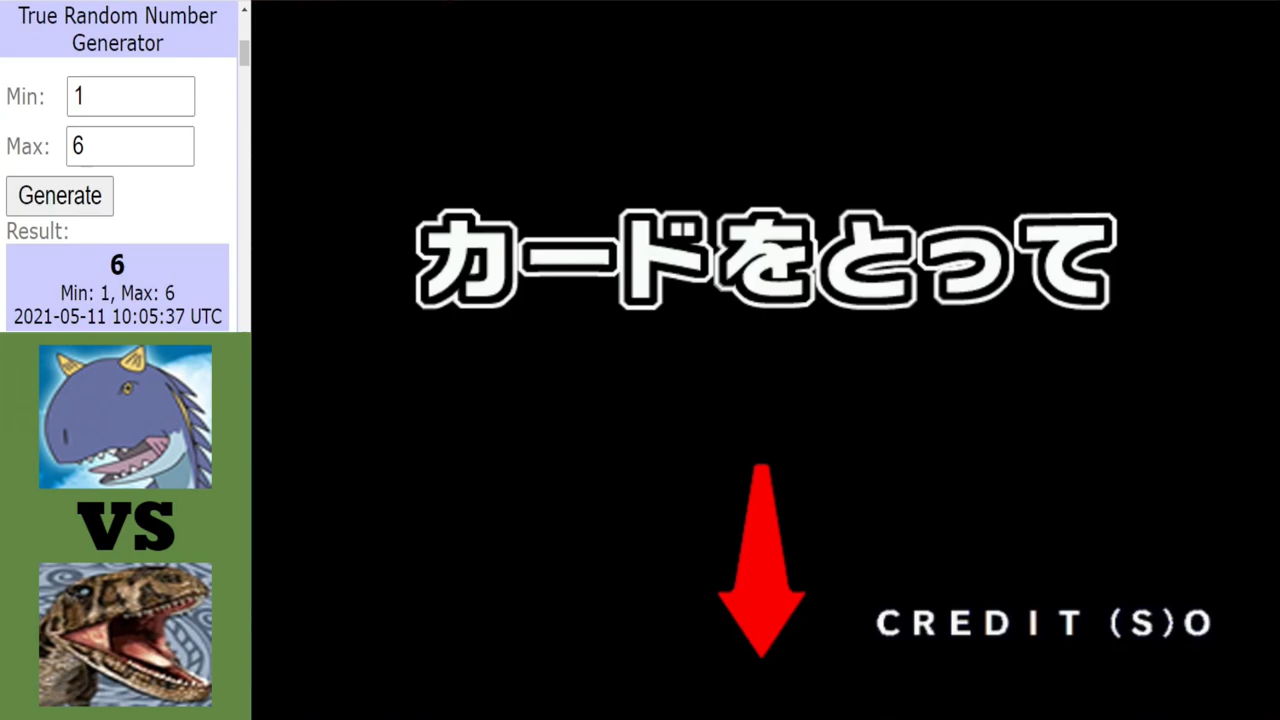 True Random Number
Generator
Min: 1
Max: 6
Generate
Result:
6
Min: 1, Max: 6
2021-05-11 10:05:37 UTC
VS
カードをとって
CREDIT (S)0